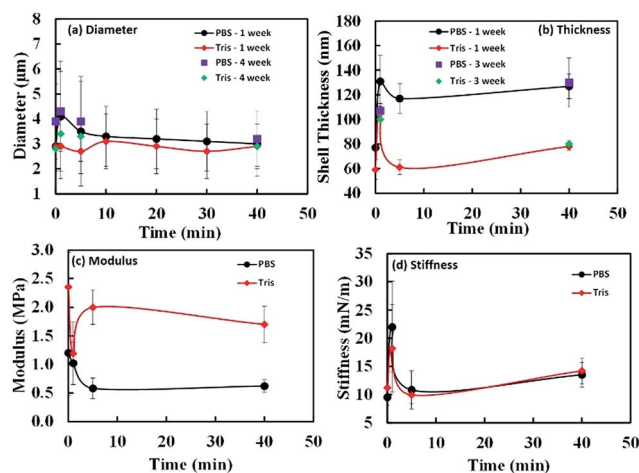 (a) Diameter
PBS - 1 week
Tris - 1 week
PBS - 4 week
Tris - 4 week
Diameter (µm)
8
7
6
5
4
3
2
1
0 10 20 30 40 50
Time (min)
(b) Thickness
PBS - 1 week
Tris - 1 week
PBS - 3 week
Tris - 3 week
Shell Thickness (nm)
180
160
140
120
100
80
60
40
0 10 20 30 40 50
Time (min)
(c) Modulus
PBS
Tris
Modulus (MPa)
3.0
2.5
2.0
1.5
1.0
0.5
0.0
0 10 20 30 40 50
Time (min)
(d) Stiffness
PBS
Tris
Stiffness (mN/m)
35
30
25
20
15
10
5
0 10 20 30 40 50
Time (min)